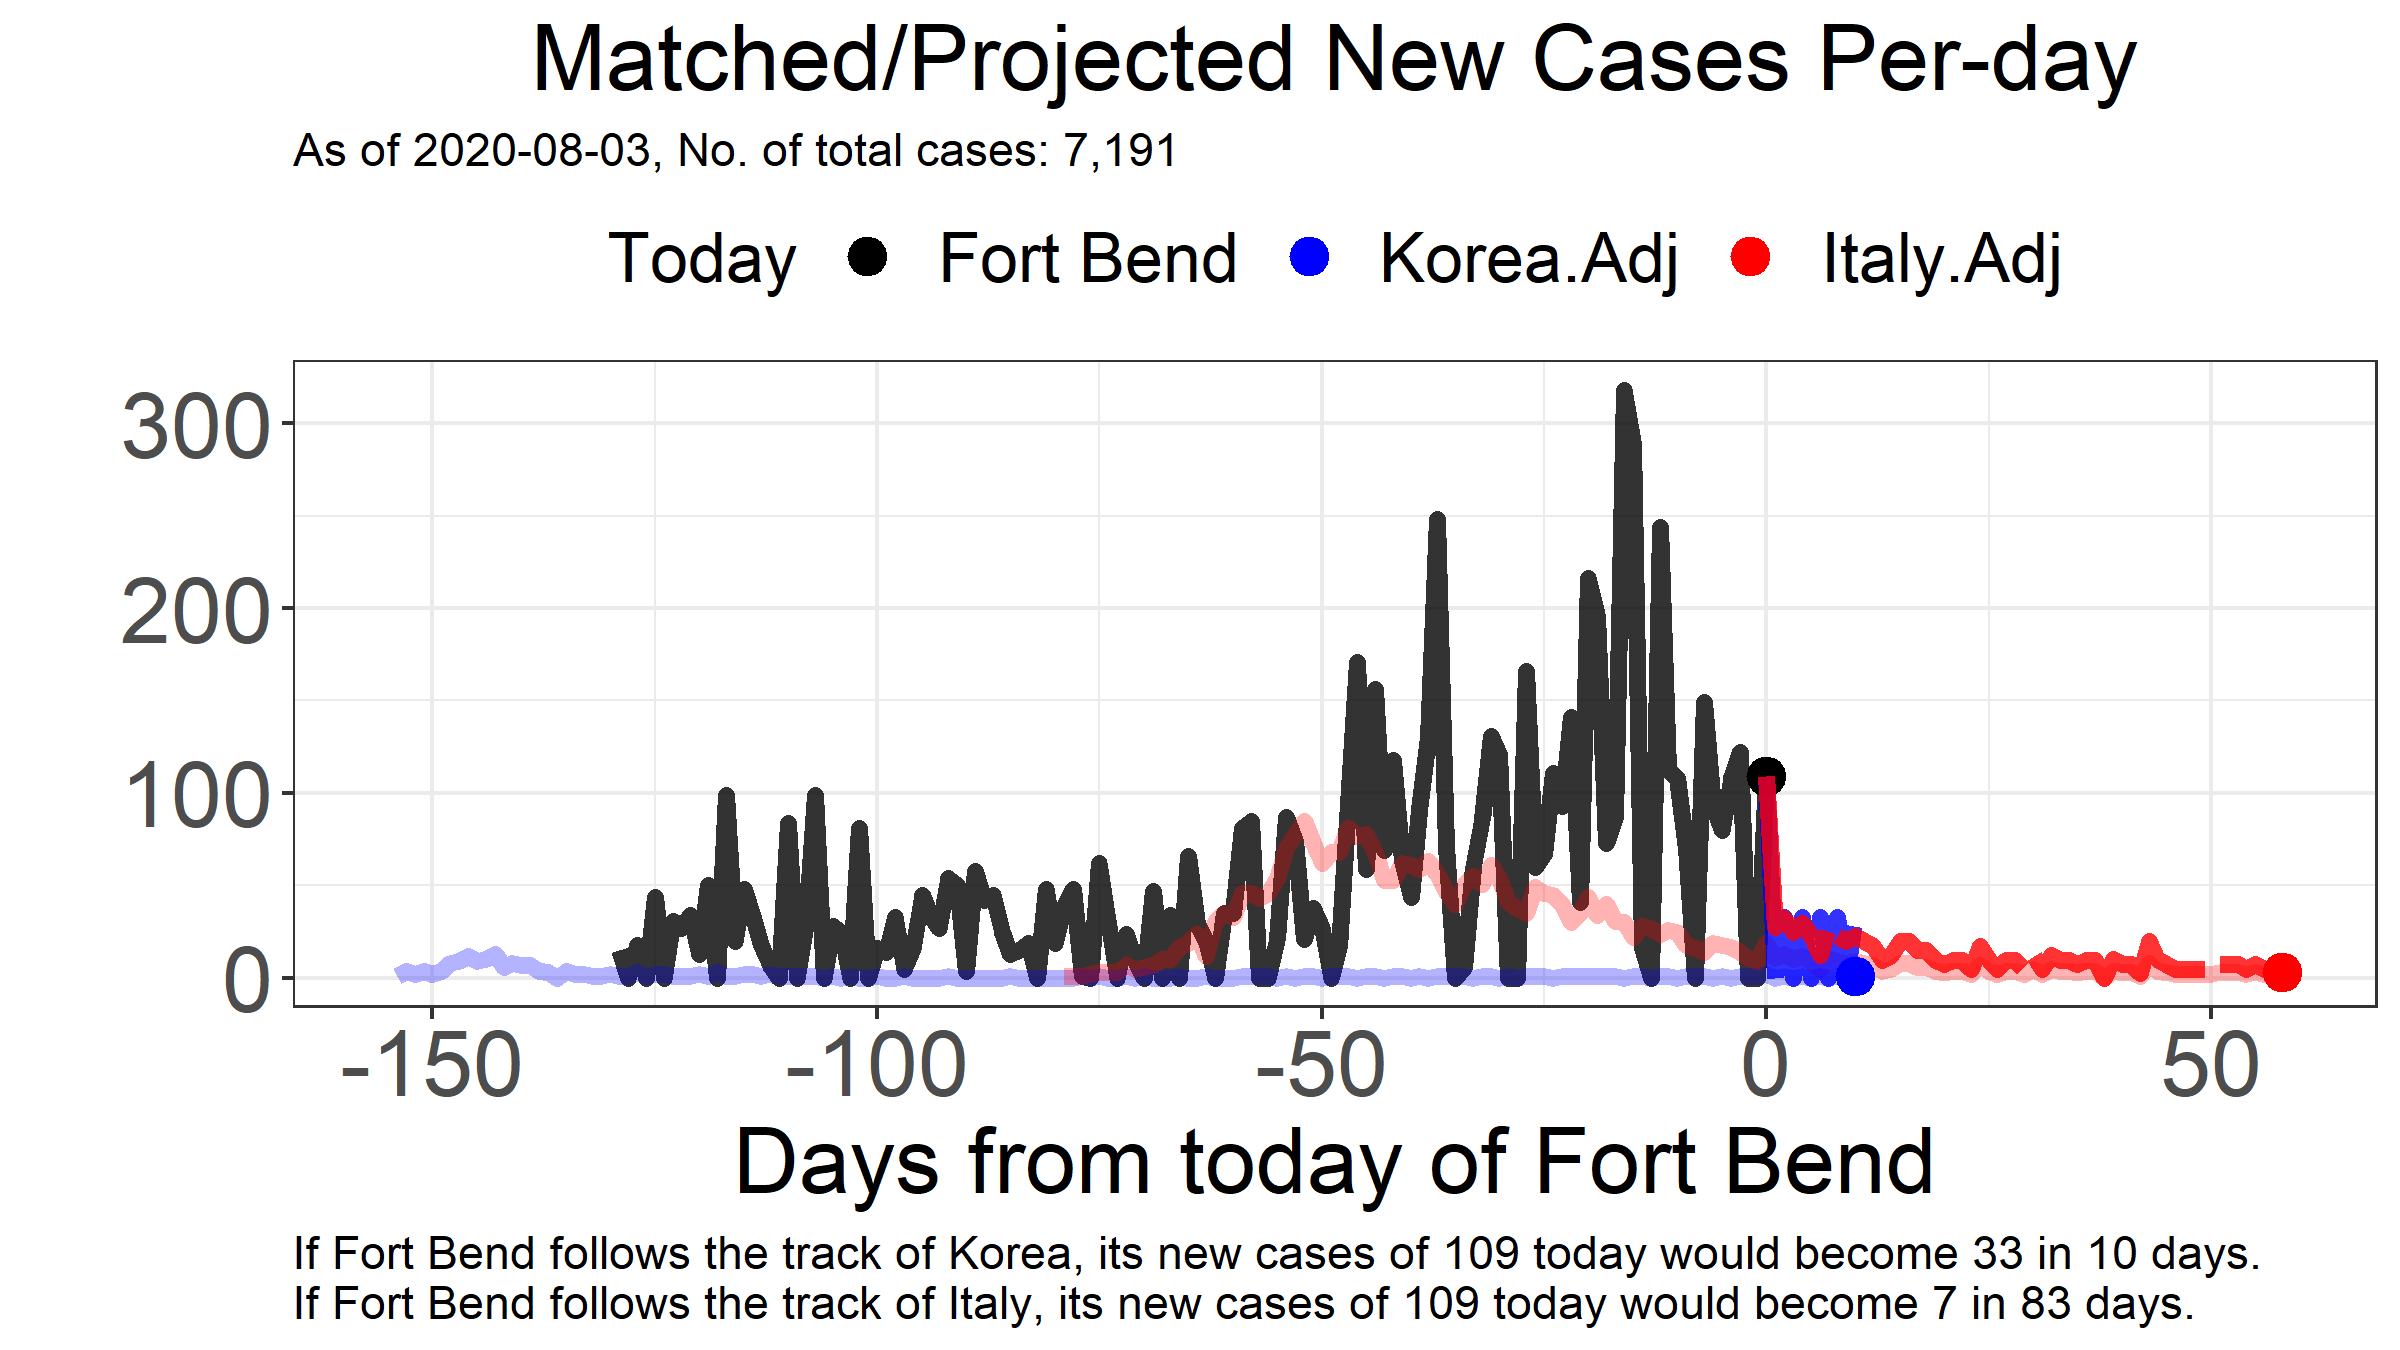 Matched/Projected New Cases Per-day
As of 2020-08-03, No. of total cases: 7,191
Today Fort Bend Korea.Adj Italy.Adj
300
200
100
0
-150 -100 -50 0 50
Days from today of Fort Bend
If Fort Bend follows the track of Korea, its new cases of 109 today would become 33 in 10 days.
If Fort Bend follows the track of Italy, its new cases of 109 today would become 7 in 83 days.